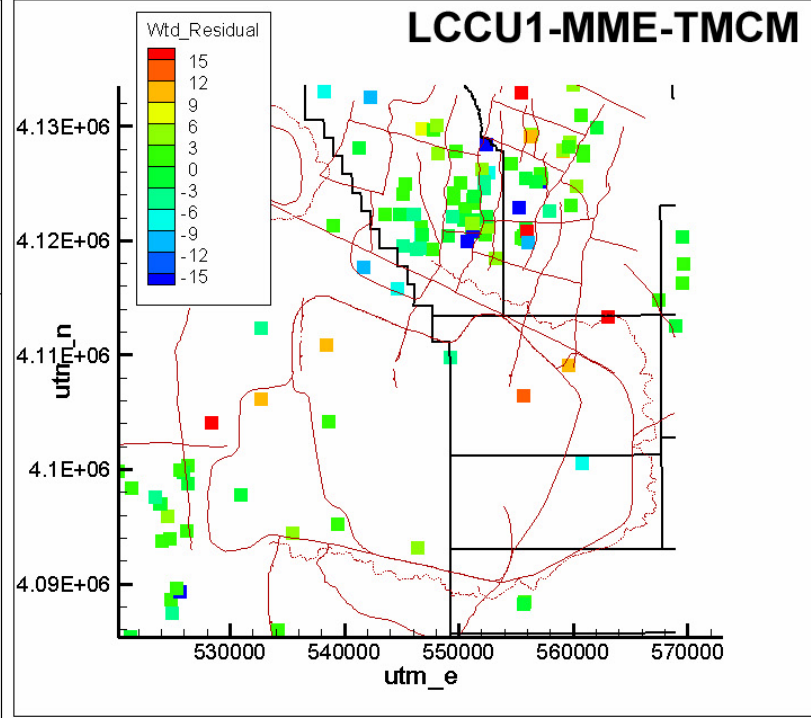 LCCU1-MME-TMCM
Wtd_Residual
15
12
9
6
3
0
-3
-6
-9
-12
-15
4.13E+06
4.12E+06
4.11E+06
4.1E+06
4.09E+06
utm_n
530000 540000 550000 560000 570000
utm_e